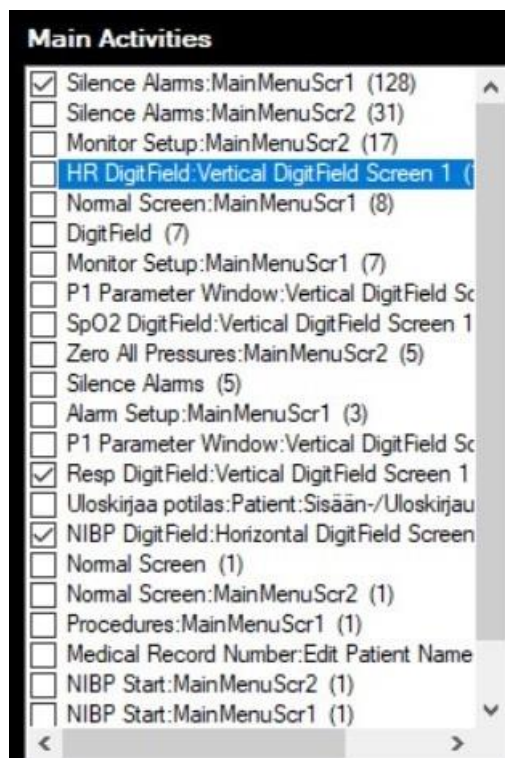 Main Activities
Silence Alarms:MainMenuScr1 (128)
Silence Alarms:MainMenuScr2 (31)
Monitor Setup:MainMenuScr2 (17)
HR DigitField:Vertical DigitField Screen 1 (
Normal Screen:MainMenuScr1 (8)
DigitField (7)
Monitor Setup:MainMenuScr1 (7)
P1 Parameter Window:Vertical DigitField Sc
SpO2 DigitField:Vertical DigitField Screen 1
Zero All Pressures:MainMenuScr2 (5)
Silence Alarms (5)
Alarm Setup:MainMenuScr1 (3)
P1 Parameter Window:Vertical DigitField Sc
Resp DigitField:Vertical DigitField Screen 1
Uloskirjaa potilas:Patient:Sisään-/Uloskirjau
NIBP DigitField:Horizontal DigitField Screen
Normal Screen (1)
Normal Screen:MainMenuScr2 (1)
Procedures:MainMenuScr1 (1)
Medical Record Number:Edit Patient Name
NIBP Start:MainMenuScr2 (1)
NIBP Start:MainMenuScr1 (1)